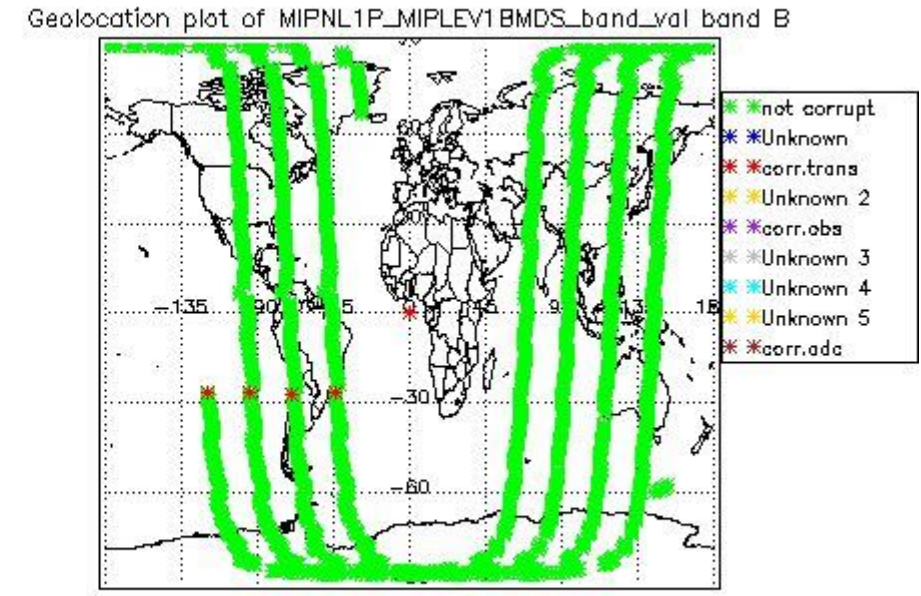 Geolocation plot of MIPNL1P_MIPLEV1BMDS_band_val band B
not corrupt
Unknown
corr.trans
Unknown 2
corr.obs
Unknown 3
Unknown 4
Unknown 5
corr.adc
60
-135
-30
-60